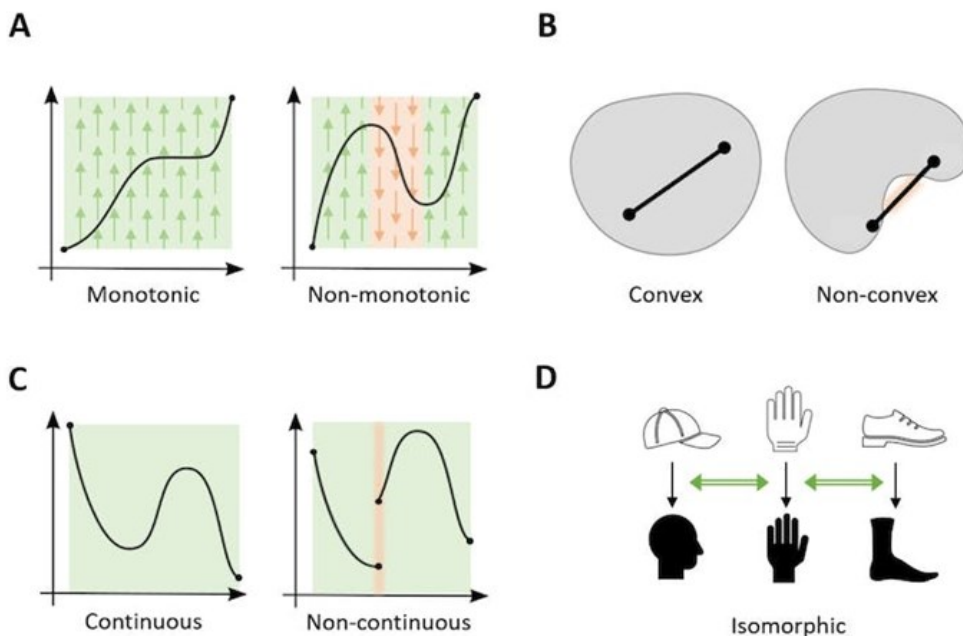 A
B
Monotonic
Non-monotonic
Convex
Non-convex
C
D
Continuous
Non-continuous
Isomorphic